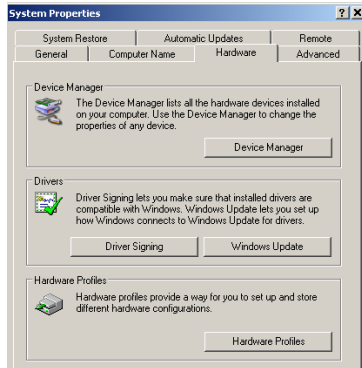 System Properties
System Restore Automatic Updates Remote
General Computer Name Hardware Advanced
Device Manager
The Device Manager lists all the hardware devices installed
on your computer. Use the Device Manager to change the
properties of any device.
Device Manager
Drivers
Driver Signing lets you make sure that installed drivers are
compatible with Windows. Windows Update lets you set up
how Windows connects to Windows Update for drivers.
Driver Signing Windows Update
Hardware Profiles
Hardware profiles provide a way for you to set up and store
different hardware configurations.
Hardware Profiles